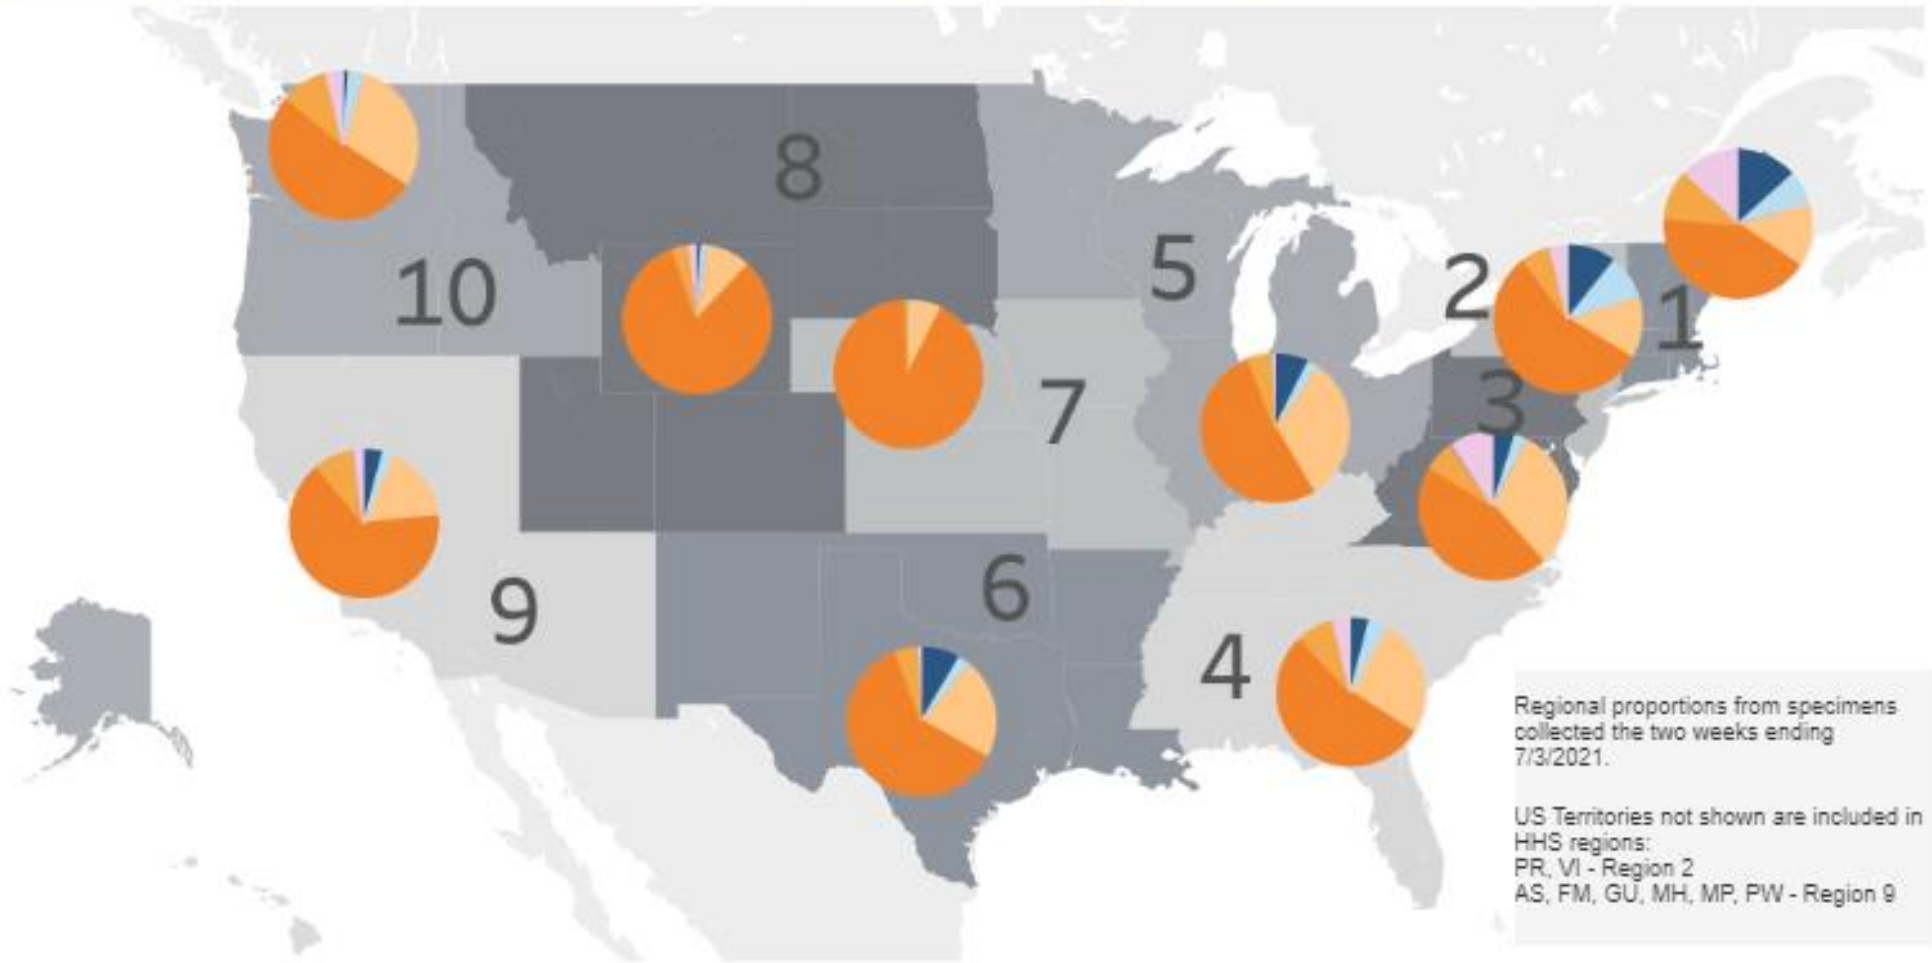 8
10
5
2
1
3
7
6
9
4
Regional proportions from specimens
collected the two weeks ending
7/3/2021.
US Territories not shown are included in
HHS regions:
PR, VI - Region 2
AS, FM, GU, MH, MP, PW - Region 9